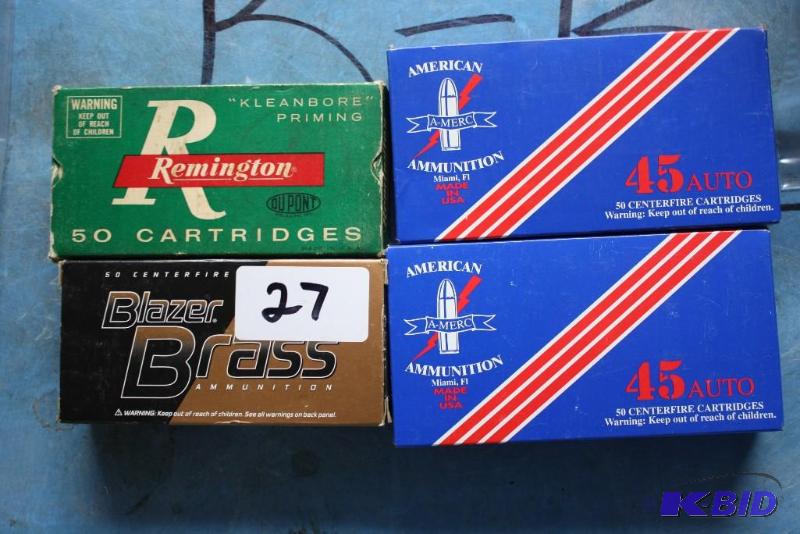 R-K
WARNING
KEEP OUT
OF REACH
OF CHILDREN
"KLEANBORE"
PRIMING
R
Remington
DU PONT
50 CARTRIDGES
AMERICAN
A-MERC
AMMUNITION
Miami, Fl
MADE
IN
USA
45 AUTO
50 CENTERFIRE CARTRIDGES
Warning: Keep out of reach of children.
50 CENTERFIRE
27
Blazer
Brass
AMMUNITION
WARNING: Keep out of reach of children. See all warnings on back panel.
AMERICAN
A-MERC
AMMUNITION
Miami, Fl
MADE
IN
USA
45 AUTO
50 CENTERFIRE CARTRIDGES
Warning: Keep out of reach of children.
K-BID